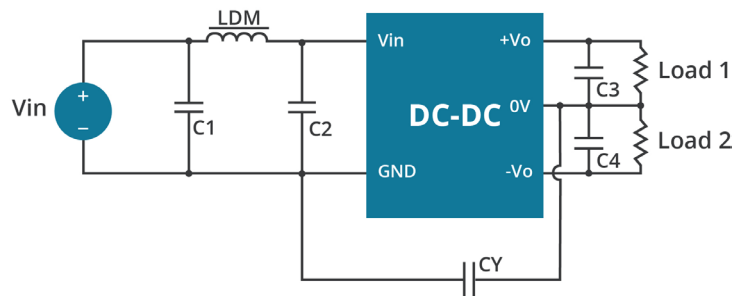 LDM
Vin
+
−
C1
C2
Vin
GND
DC-DC
+Vo
0V
-Vo
C3
C4
Load 1
Load 2
CY